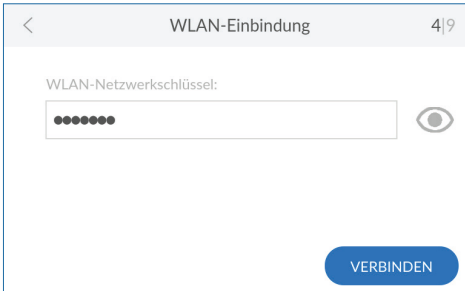 WLAN-Einbindung 4|9
WLAN-Netzwerkschlüssel:
●●●●●●●
VERBINDEN